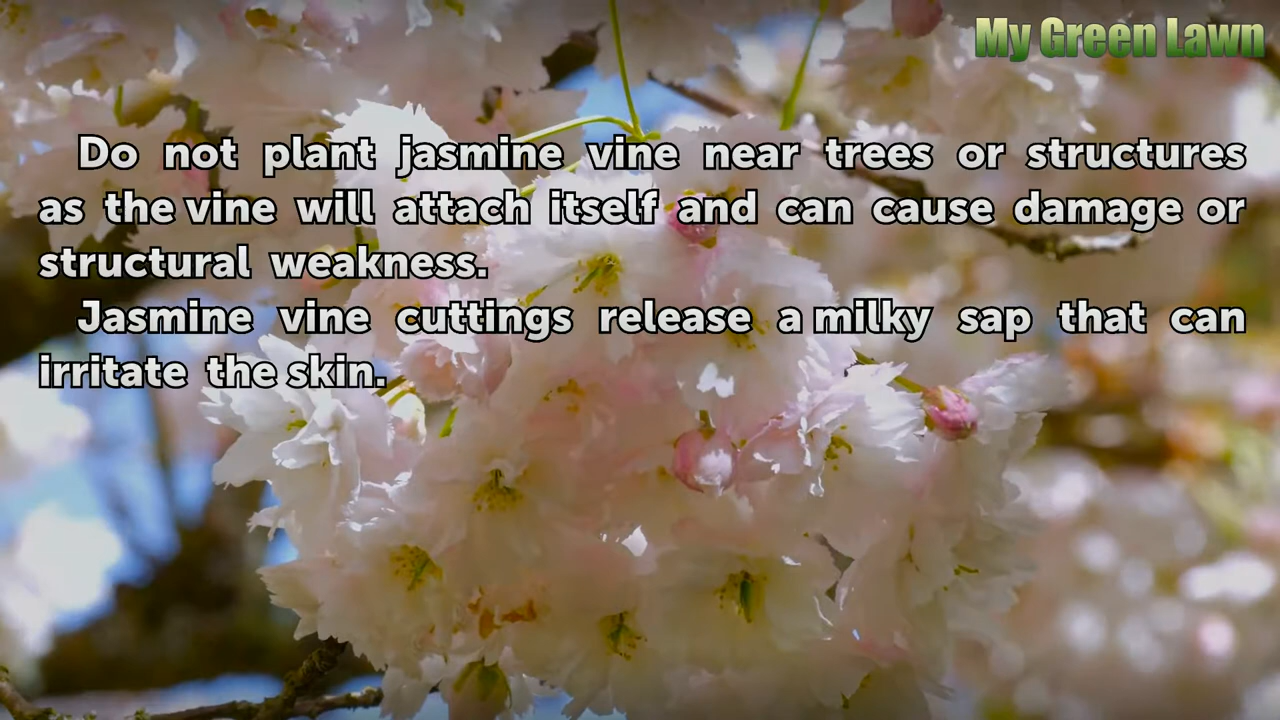 My Green Lawn
Do not plant jasmine vine near trees or structures
as the vine will attach itself and can cause damage or
structural weakness.
Jasmine vine cuttings release a milky sap that can
irritate the skin.